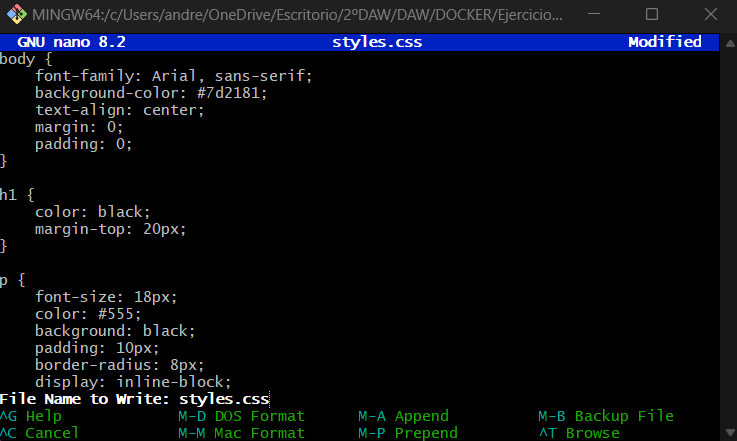 MINGW64:/c/Users/andre/OneDrive/Escritorio/2ºDAW/DAW/DOCKER/Ejercicio...
GNU nano 8.2 styles.css Modified
body {
    font-family: Arial, sans-serif;
    background-color: #7d2181;
    text-align: center;
    margin: 0;
    padding: 0;
}

h1 {
    color: black;
    margin-top: 20px;
}

p {
    font-size: 18px;
    color: #555;
    background: black;
    padding: 10px;
    border-radius: 8px;
    display: inline-block;
File Name to Write: styles.css
^G Help M-D DOS Format M-A Append M-B Backup File
^C Cancel M-M Mac Format M-P Prepend ^T Browse